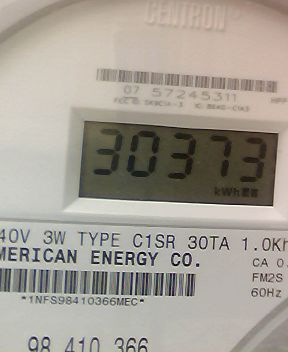 CENTRON®
07 57245311
30373
kWh
40V 3W TYPE C1SR 30TA 1.0Kh
MERICAN ENERGY CO.
CA 0.
FM2S
60Hz
*1NFS98410366MEC*
98 410 366